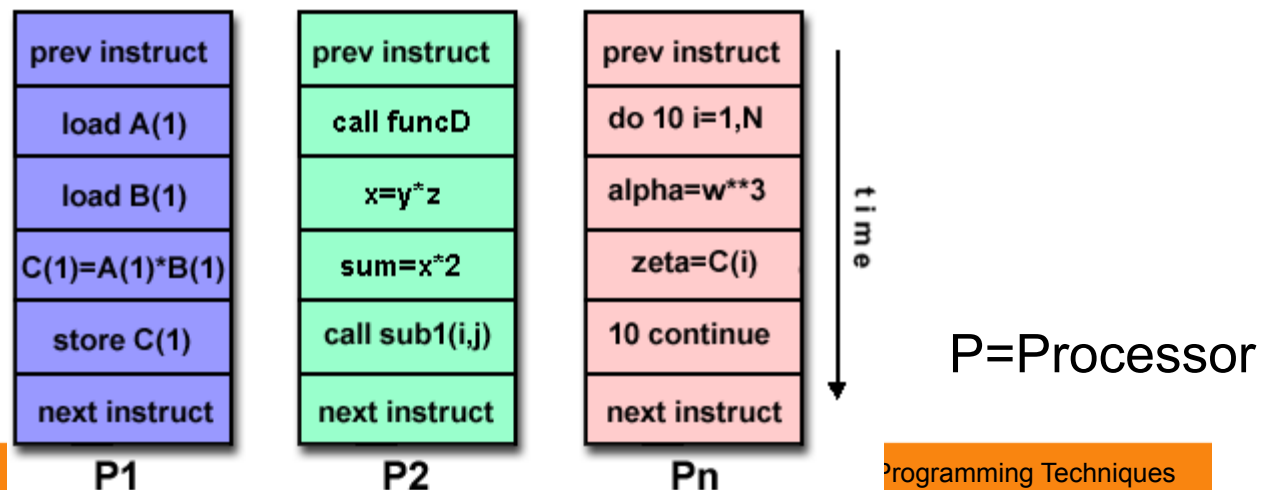 prev instruct
load A(1)
load B(1)
C(1)=A(1)*B(1)
store C(1)
next instruct
P1
prev instruct
call funcD
x=y*z
sum=x*2
call sub1(i,j)
next instruct
P2
prev instruct
do 10 i=1,N
alpha=w**3
zeta=C(i)
10 continue
next instruct
Pn
time
P=Processor
Programming Techniques